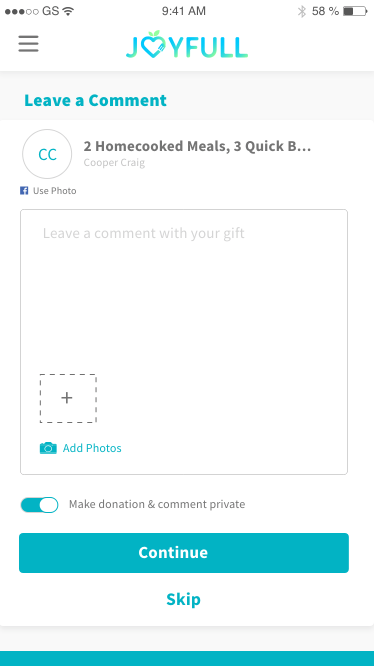 GS 9:41 AM 58 %
JOYFULL
Leave a Comment
CC
2 Homecooked Meals, 3 Quick B...
Cooper Craig
Use Photo
Leave a comment with your gift
+
Add Photos
Make donation & comment private
Continue
Skip